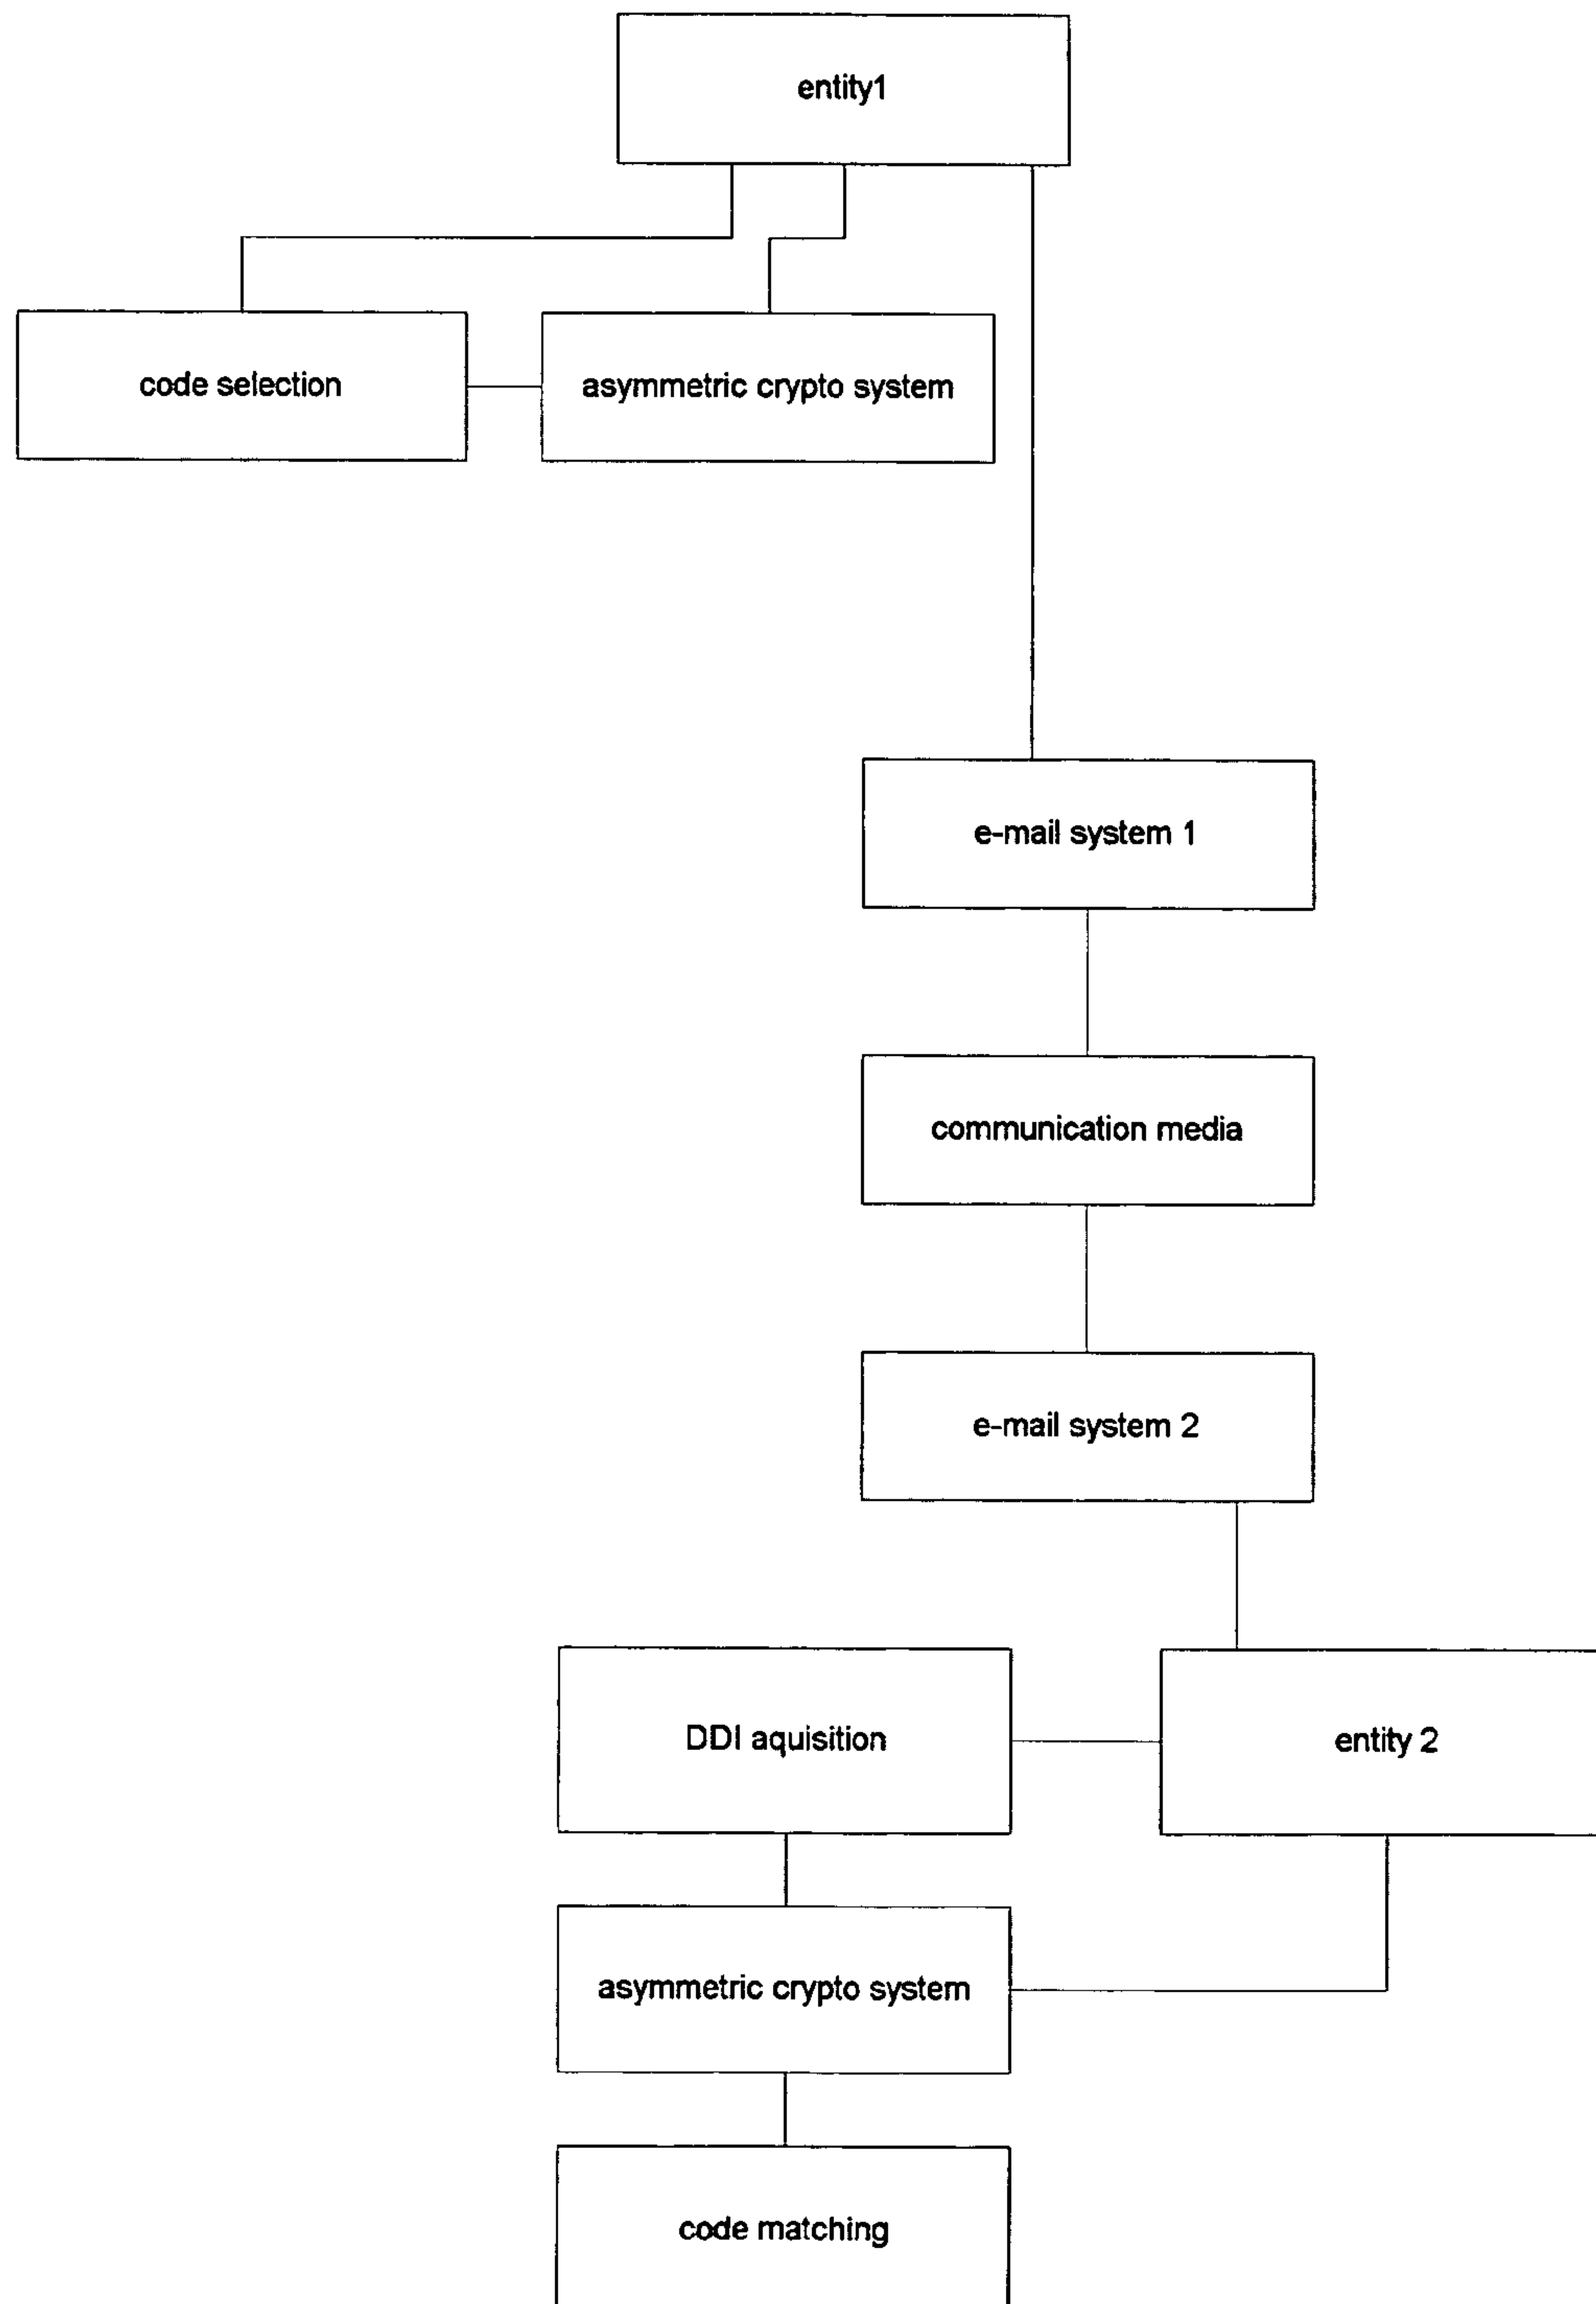 entity1
code selection
asymmetric crypto system
e-mail system 1
communication media
e-mail system 2
DDI aquisition
entity 2
asymmetric crypto system
code matching